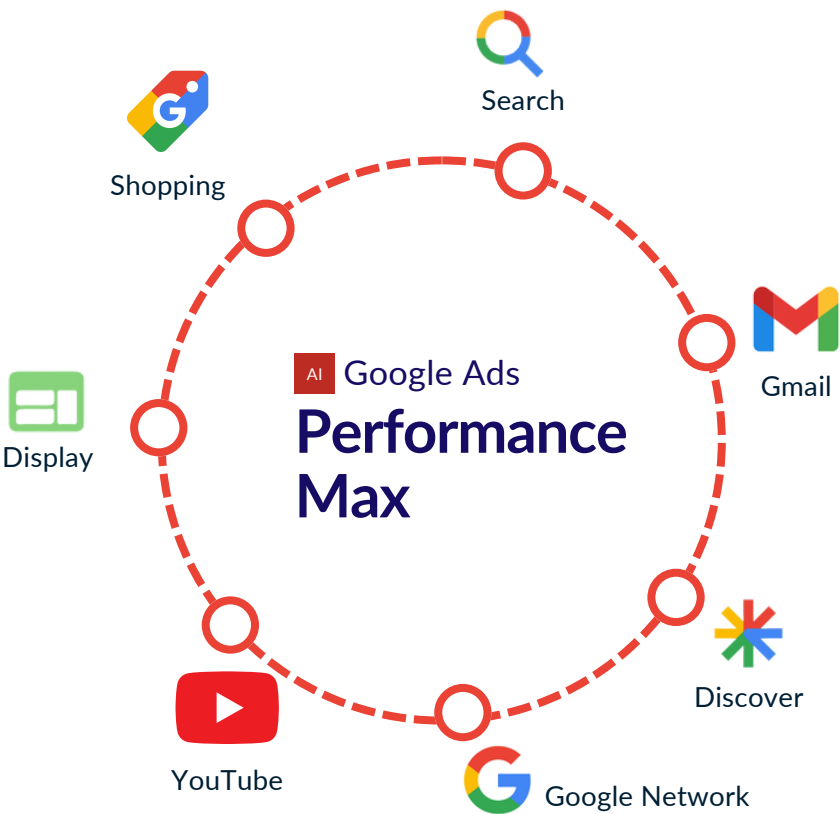 Search
Shopping
Gmail
AI Google Ads
Performance
Max
Display
Discover
YouTube
Google Network